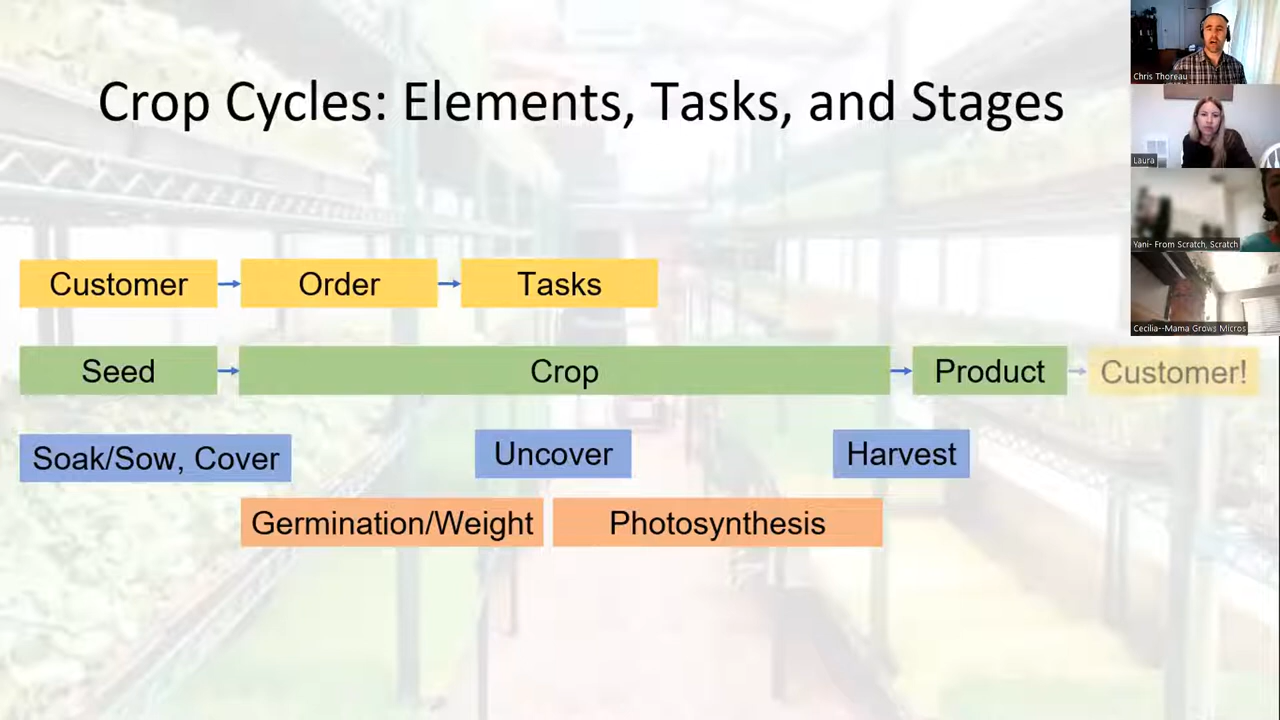 Crop Cycles: Elements, Tasks, and Stages
Chris Thoreau
Laura
Yani- From Scratch, Scratch
Cecilia--Mama Grows Micros
Customer Order Tasks
Seed Crop Product Customer!
Soak/Sow, Cover Uncover Harvest
Germination/Weight Photosynthesis